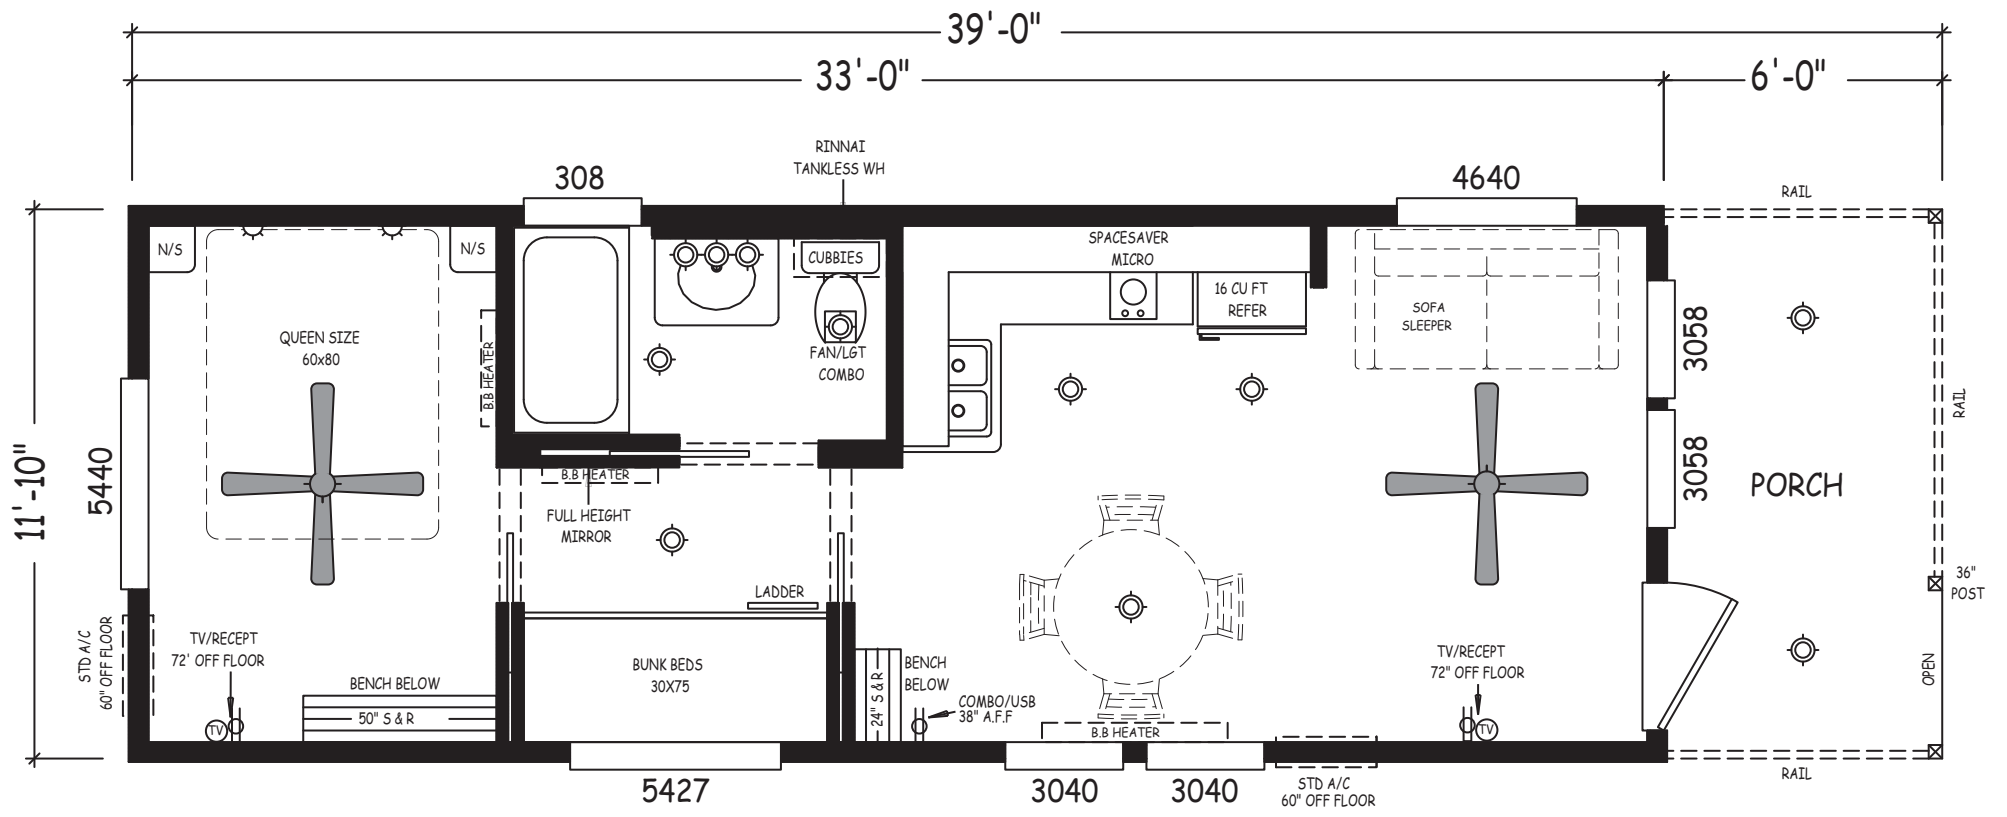 39'-0"
33'-0"
6'-0"
RINNAI
TANKLESS WH
308
4640
RAIL
N/S
N/S
CUBBIES
SPACESAVER
MICRO
16 CU FT
REFER
SOFA
SLEEPER
QUEEN SIZE
60x80
B.B HEATER
FAN/LGT
COMBO
3058
RAIL
11'-10"
5440
B.B HEATER
3058
PORCH
FULL HEIGHT
MIRROR
LADDER
36"
POST
STD A/C
60" OFF FLOOR
TV/RECEPT
72' OFF FLOOR
BUNK BEDS
30X75
BENCH
BELOW
TV/RECEPT
72" OFF FLOOR
OPEN
BENCH BELOW
50" S & R
24" S & R
COMBO/USB
38" A.F.F
TV
B.B HEATER
TV
5427
3040
3040
STD A/C
60" OFF FLOOR
RAIL